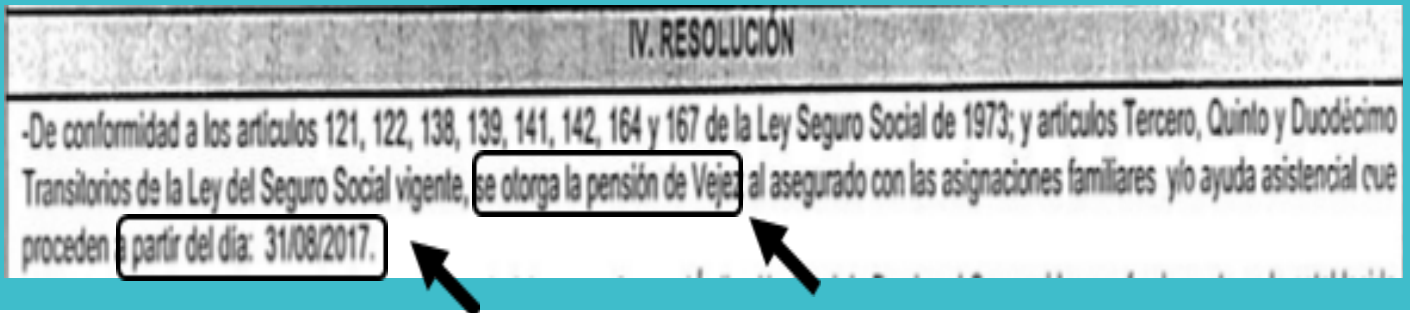 IV. RESOLUCIÓN
-De conformidad a los artículos 121, 122, 138, 139, 141, 142, 164 y 167 de la Ley Seguro Social de 1973; y artículos Tercero, Quinto y Duodécimo
Transitorios de la Ley del Seguro Social vigente, se otorga la pensión de Vejez al asegurado con las asignaciones familiares y/o ayuda asistencial que
proceden a partir del día: 31/08/2017.